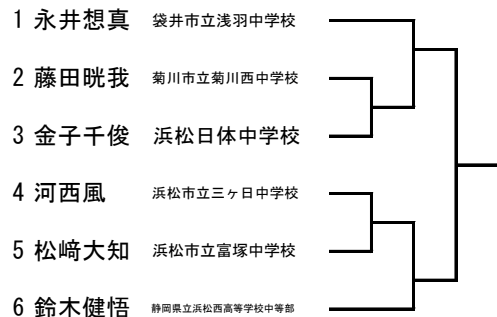 1 永井想真 袋井市立浅羽中学校
2 藤田晄我 菊川市立菊川西中学校
3 金子千俊 浜松日体中学校
4 河西風 浜松市立三ヶ日中学校
5 松﨑大知 浜松市立富塚中学校
6 鈴木健悟 静岡県立浜松西高等学校中等部